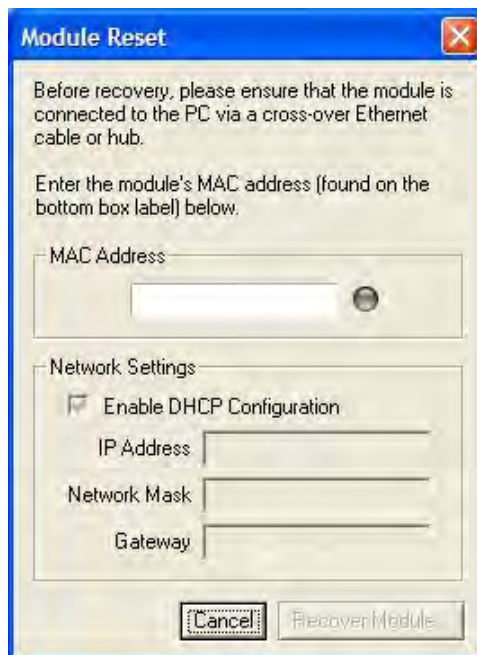 Module Reset
Before recovery, please ensure that the module is
connected to the PC via a cross-over Ethernet
cable or hub.
Enter the module's MAC address (found on the
bottom box label) below.
MAC Address
Network Settings
Enable DHCP Configuration
IP Address
Network Mask
Gateway
Cancel
Recover Module